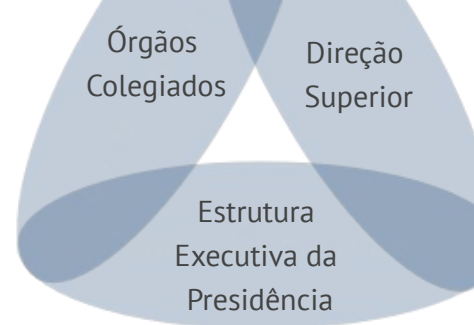 Órgãos
Colegiados
Direção
Superior
Estrutura
Executiva da
Presidência